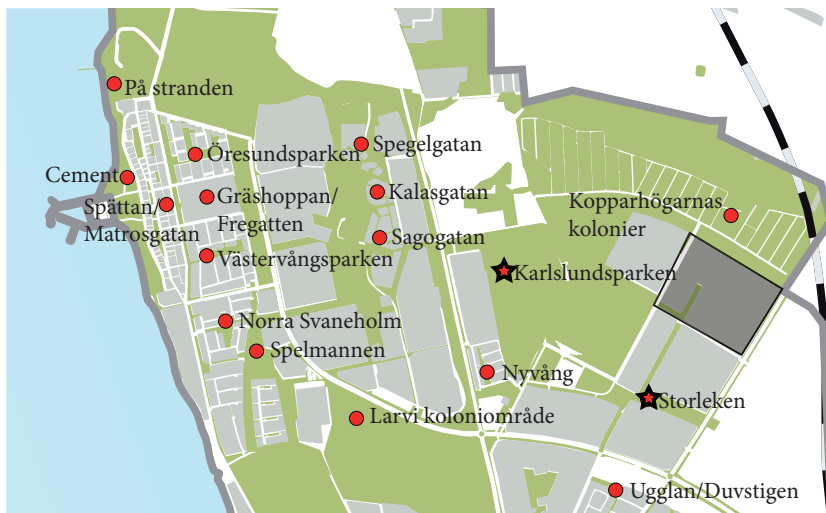 På stranden
Öresundsparken
Spegelgatan
Cement
Gräshoppan/
Fregatten
Kalasgatan
Kopparhögarnas
kolonier
Spättan/
Matrosgatan
Sagogatan
Västervångsparken
Karlslundsparken
Norra Svaneholm
Spelmannen
Nyvång
Storleken
Larvi koloniområde
Ugglan/Duvstigen